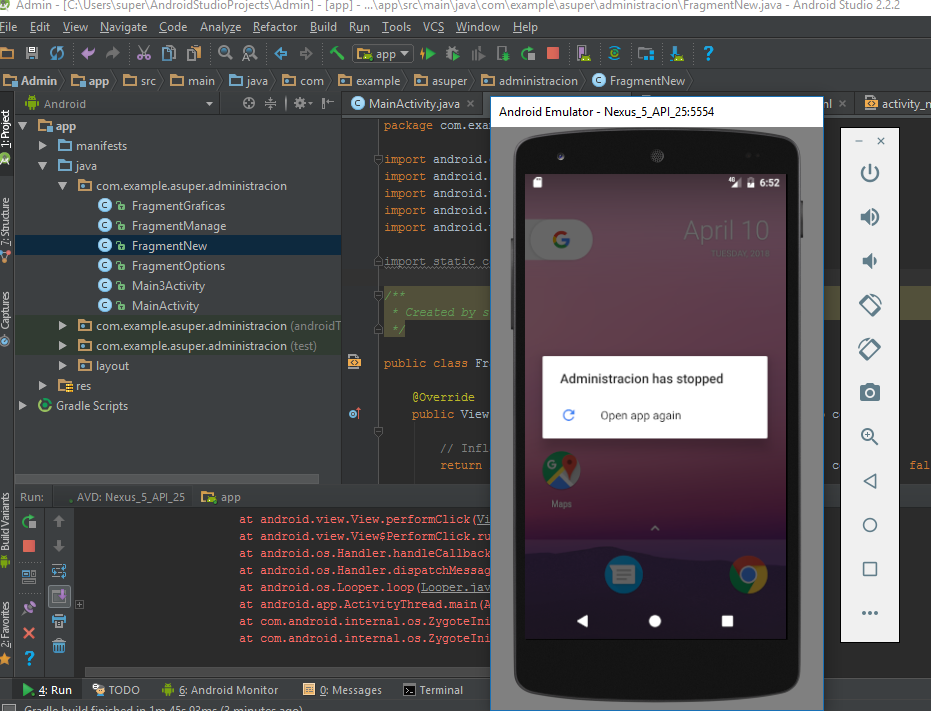 Admin - [C:\Users\super\AndroidStudioProjects\Admin] - [app] - ...\app\src\main\java\com\example\asuper\administracion\FragmentNew.java - Android Studio 2.2.2
File Edit View Navigate Code Analyze Refactor Build Run Tools VCS Window Help
app
Admin app src main java com example asuper administracion FragmentNew
Android
MainActivity.java
ml
activity_m
1: Project
Z: Structure
Captures
Build Variants
2: Favorites
app
manifests
java
com.example.asuper.administracion
FragmentGraficas
FragmentManage
FragmentNew
FragmentOptions
Main3Activity
MainActivity
com.example.asuper.administracion (androidT
com.example.asuper.administracion (test)
layout
res
Gradle Scripts
package com.exa
import android.
import android.
import android.
import android.
import android.
import static c
/**
* Created by s
*/
public class Fr
@Override
public View
c
// Infl
return
c
fal
Android Emulator - Nexus_5_API_25:5554
4G 6:52
G
April 10
TUESDAY, 2018
Administracion has stopped
Open app again
Maps
Run: AVD: Nexus_5_API_25 app
at android.view.View.performClick(Vi
at android.view.View$PerformClick.ru
at android.os.Handler.handleCallback
at android.os.Handler.dispatchMessag
at android.os.Looper.loop(Looper.jav
at android.app.ActivityThread.main(A
at com.android.internal.os.ZygoteIni
at com.android.internal.os.ZygoteIni
4: Run TODO 6: Android Monitor 0: Messages Terminal
Gradle build finished in 1m 45s 93ms (3 minutes ago)